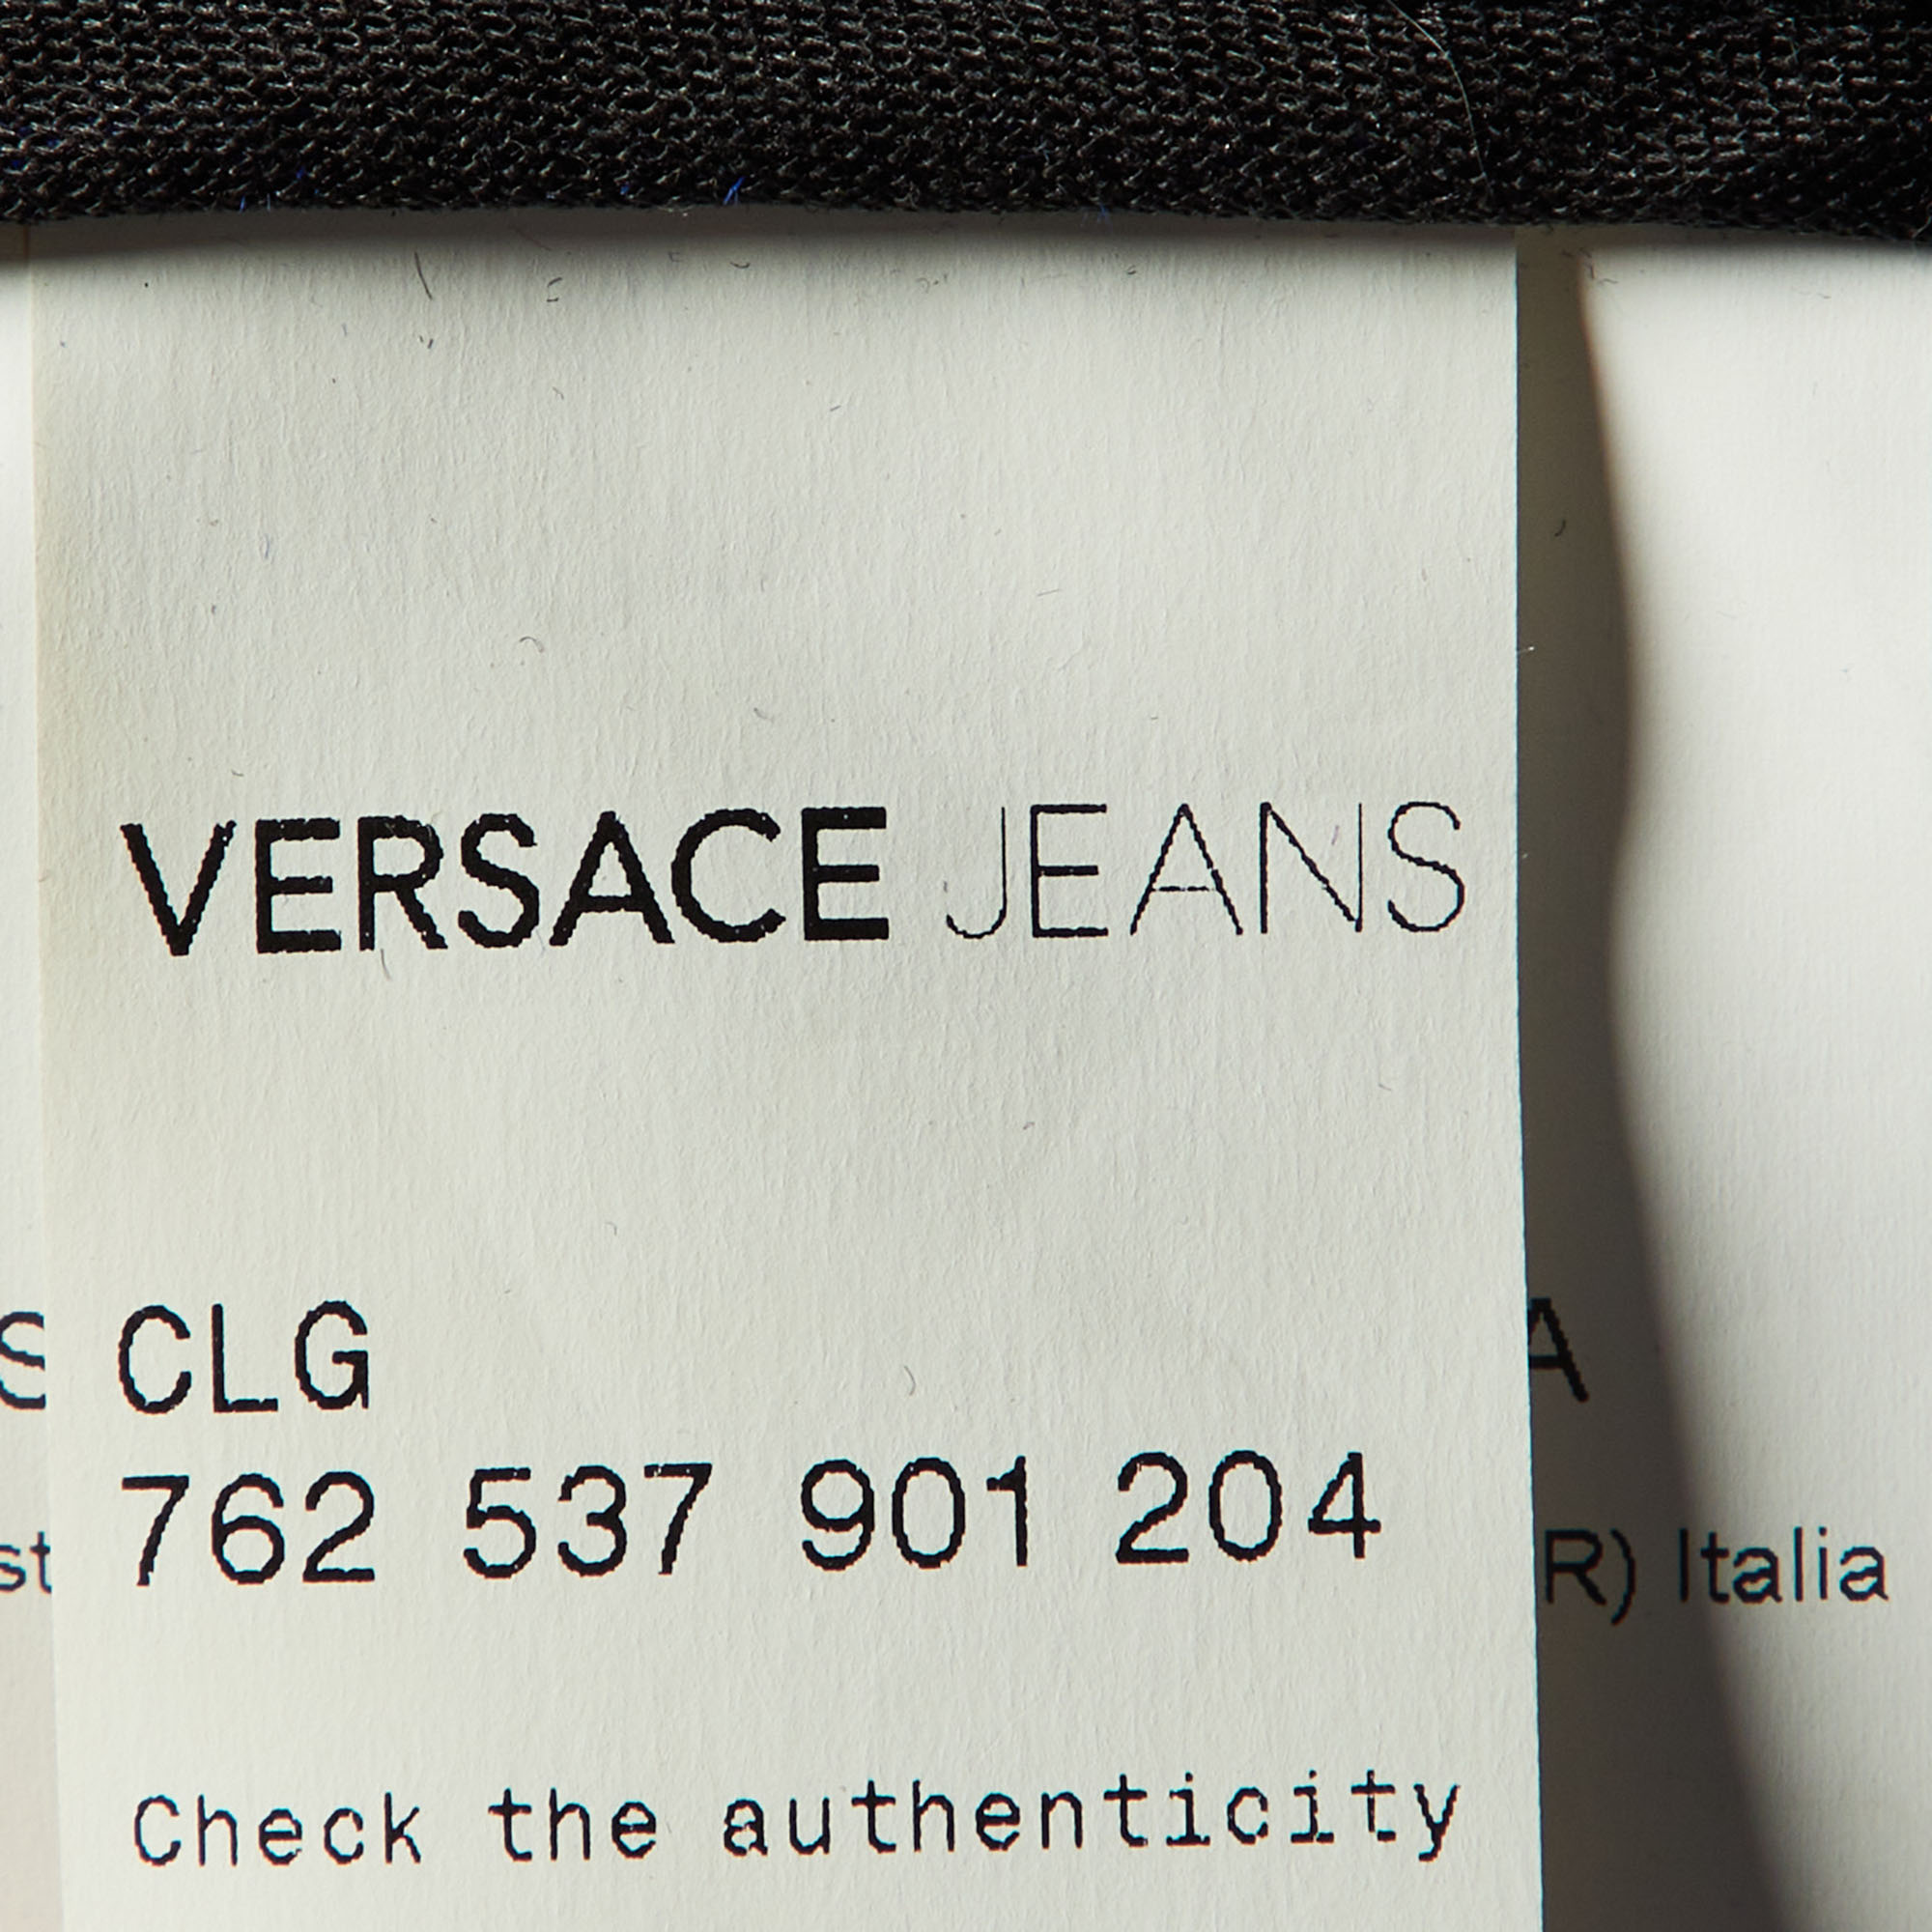 VERSACE JEANS
CLG
762 537 901 204
Check the authenticity
R) Italia